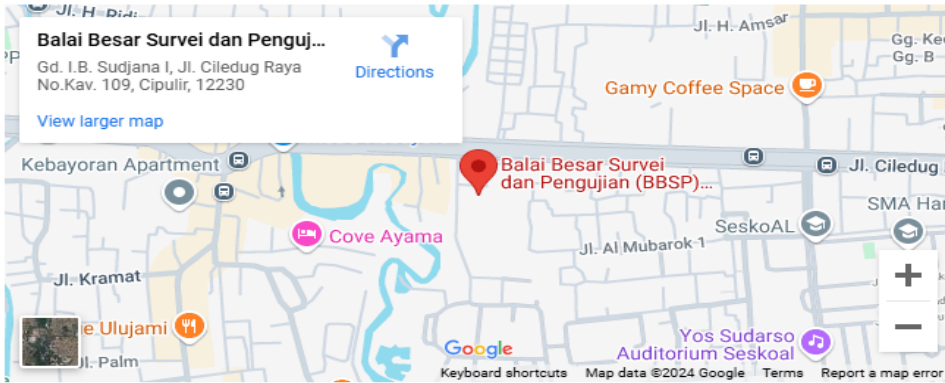 Jl. H. Ridi
Balai Besar Survei dan Penguj...
Gd. I.B. Sudjana I, Jl. Ciledug Raya
No.Kav. 109, Cipulir, 12230
Directions
View larger map
Jl. H. Amsar
Gg. Ke
Gg. B
Gamy Coffee Space
Kebayoran Apartment
Balai Besar Survei
dan Pengujian (BBSP)...
Jl. Ciledug
Cove Ayama
SeskoAL
SMA Har
Jl. Al Mubarok 1
Jl. Kramat
e Ulujami
Jl. Palm
Yos Sudarso
Auditorium Seskoal
Google
Keyboard shortcuts
Map data ©2024 Google
Terms
Report a map error